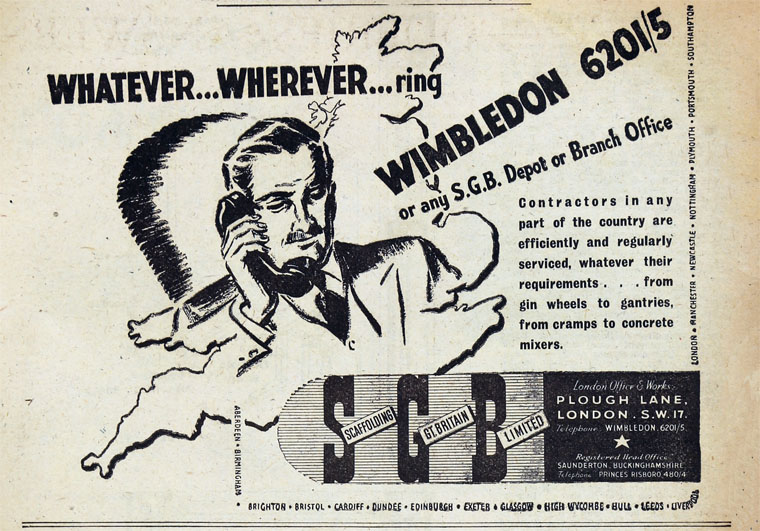 WHATEVER...WHEREVER...ring
WIMBLEDON 6201/5
or any S.G.B. Depot or Branch Office
Contractors in any
part of the country are
efficiently and regularly
serviced, whatever their
requirements . . . from
gin wheels to gantries,
from cramps to concrete
mixers.
SGB
SCAFFOLDING
GT. BRITAIN
LIMITED
London Office & Works:
PLOUGH LANE,
LONDON. S.W.17.
Telephone: WIMBLEDON. 6201/5
Registered Head Office
SAUNDERTON, BUCKINGHAMSHIRE
Telephone PRINCES RISBORO 480/4
ABERDEEN • BIRMINGHAM
BRIGHTON • BRISTOL • CARDIFF • DUNDEE • EDINBURGH • EXETER • GLASGOW • HIGH WYCOMBE • HULL • LEEDS • LIVERPOOL
LONDON • MANCHESTER • NEWCASTLE • NOTTINGHAM • PLYMOUTH • PORTSMOUTH • SOUTHAMPTON